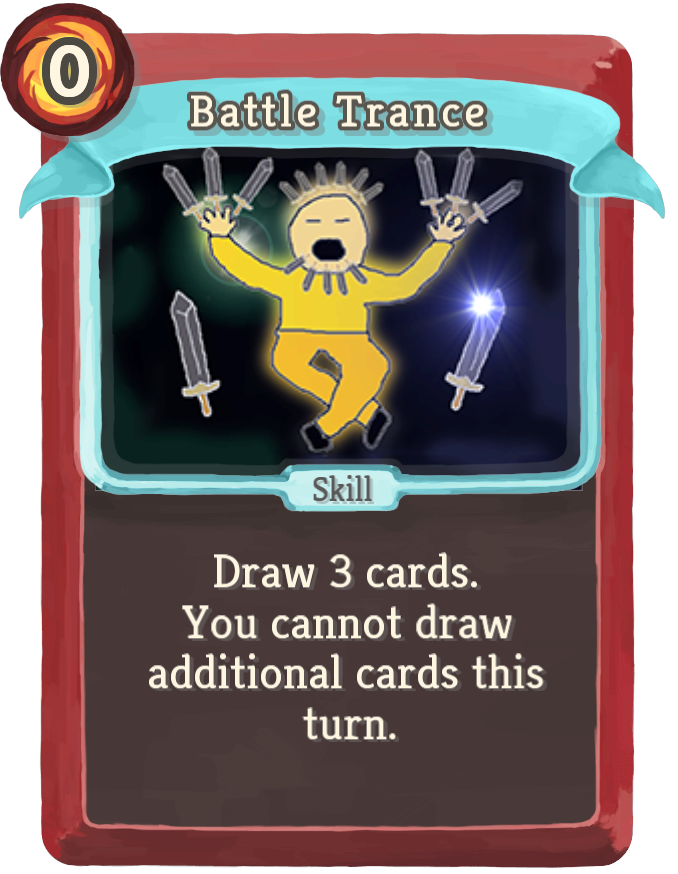 0
Battle Trance
Skill
Draw 3 cards.
You cannot draw
additional cards this
turn.